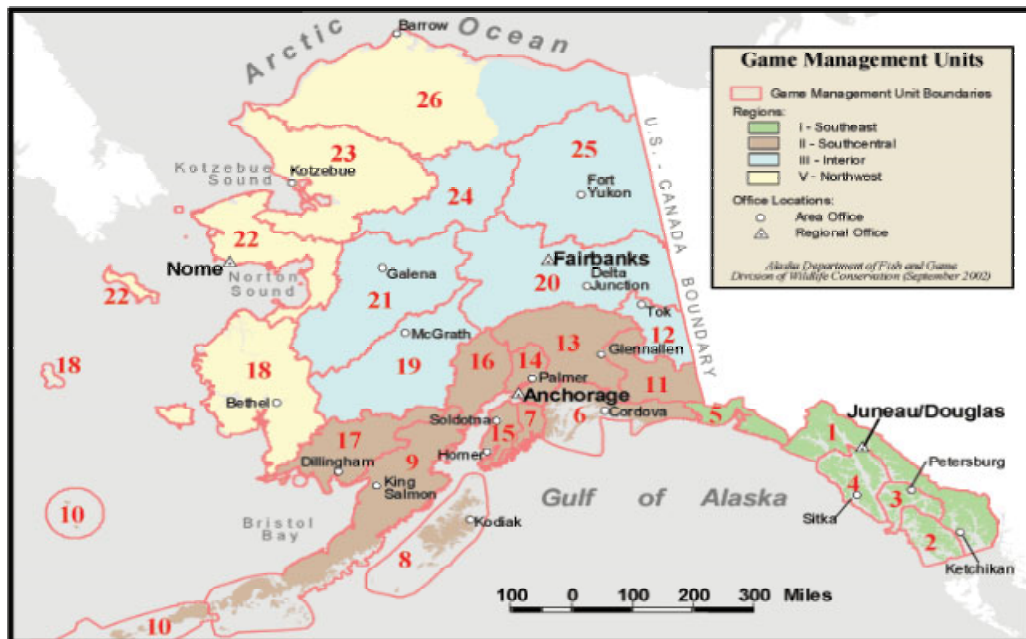 Barrow
Arctic Ocean
Game Management Units
Game Management Unit Boundaries
Regions:
I - Southeast
II - Southcentral
III - Interior
V - Northwest
Office Locations:
Area Office
Regional Office
Alaska Department of Fish and Game
Division of Wildlife Conservation (September 2002)
U.S. - CANADA BOUNDARY
26
25
23
Kotzebue
Sound
Kotzebue
24
Fort
Yukon
22
Nome
Norton
Sound
Galena
Fairbanks
Delta
Junction
20
21
22
Tok
McGrath
12
13
Glennallen
18
18
19
16
14
Palmer
11
Bethel
Anchorage
Cordova
5
Soldotna
7
6
15
Juneau/Douglas
1
17
Dillingham
9
Homer
King
Salmon
Petersburg
4
3
Sitka
Gulf of Alaska
10
Bristol
Bay
Kodiak
8
2
Ketchikan
10
100 0 100 200 300 Miles